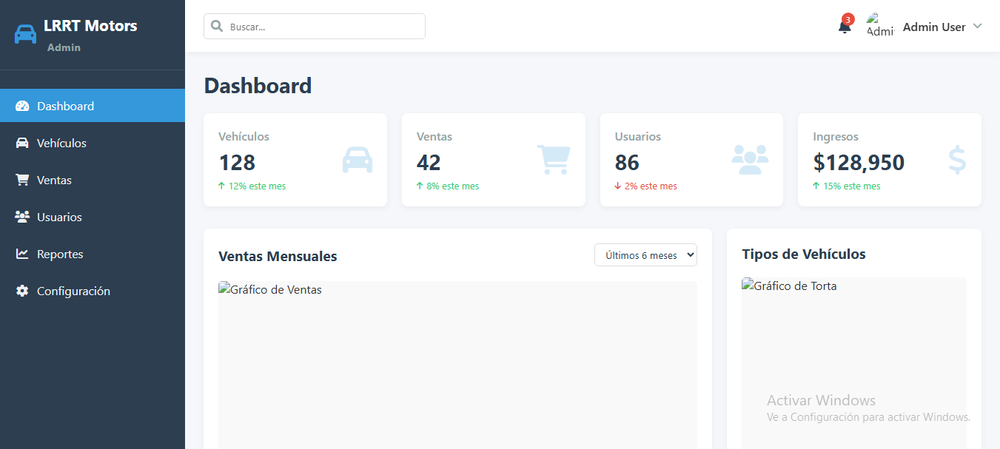 LRRT Motors
Admin
Dashboard
Vehículos
Ventas
Usuarios
Reportes
Configuración
Buscar...
3
Admi
Admin User
Dashboard
Vehículos
128
12% este mes
Ventas
42
8% este mes
Usuarios
86
2% este mes
Ingresos
$128,950
15% este mes
Ventas Mensuales
Últimos 6 meses
Gráfico de Ventas
Tipos de Vehículos
Gráfico de Torta
Activar Windows
Ve a Configuración para activar Windows.